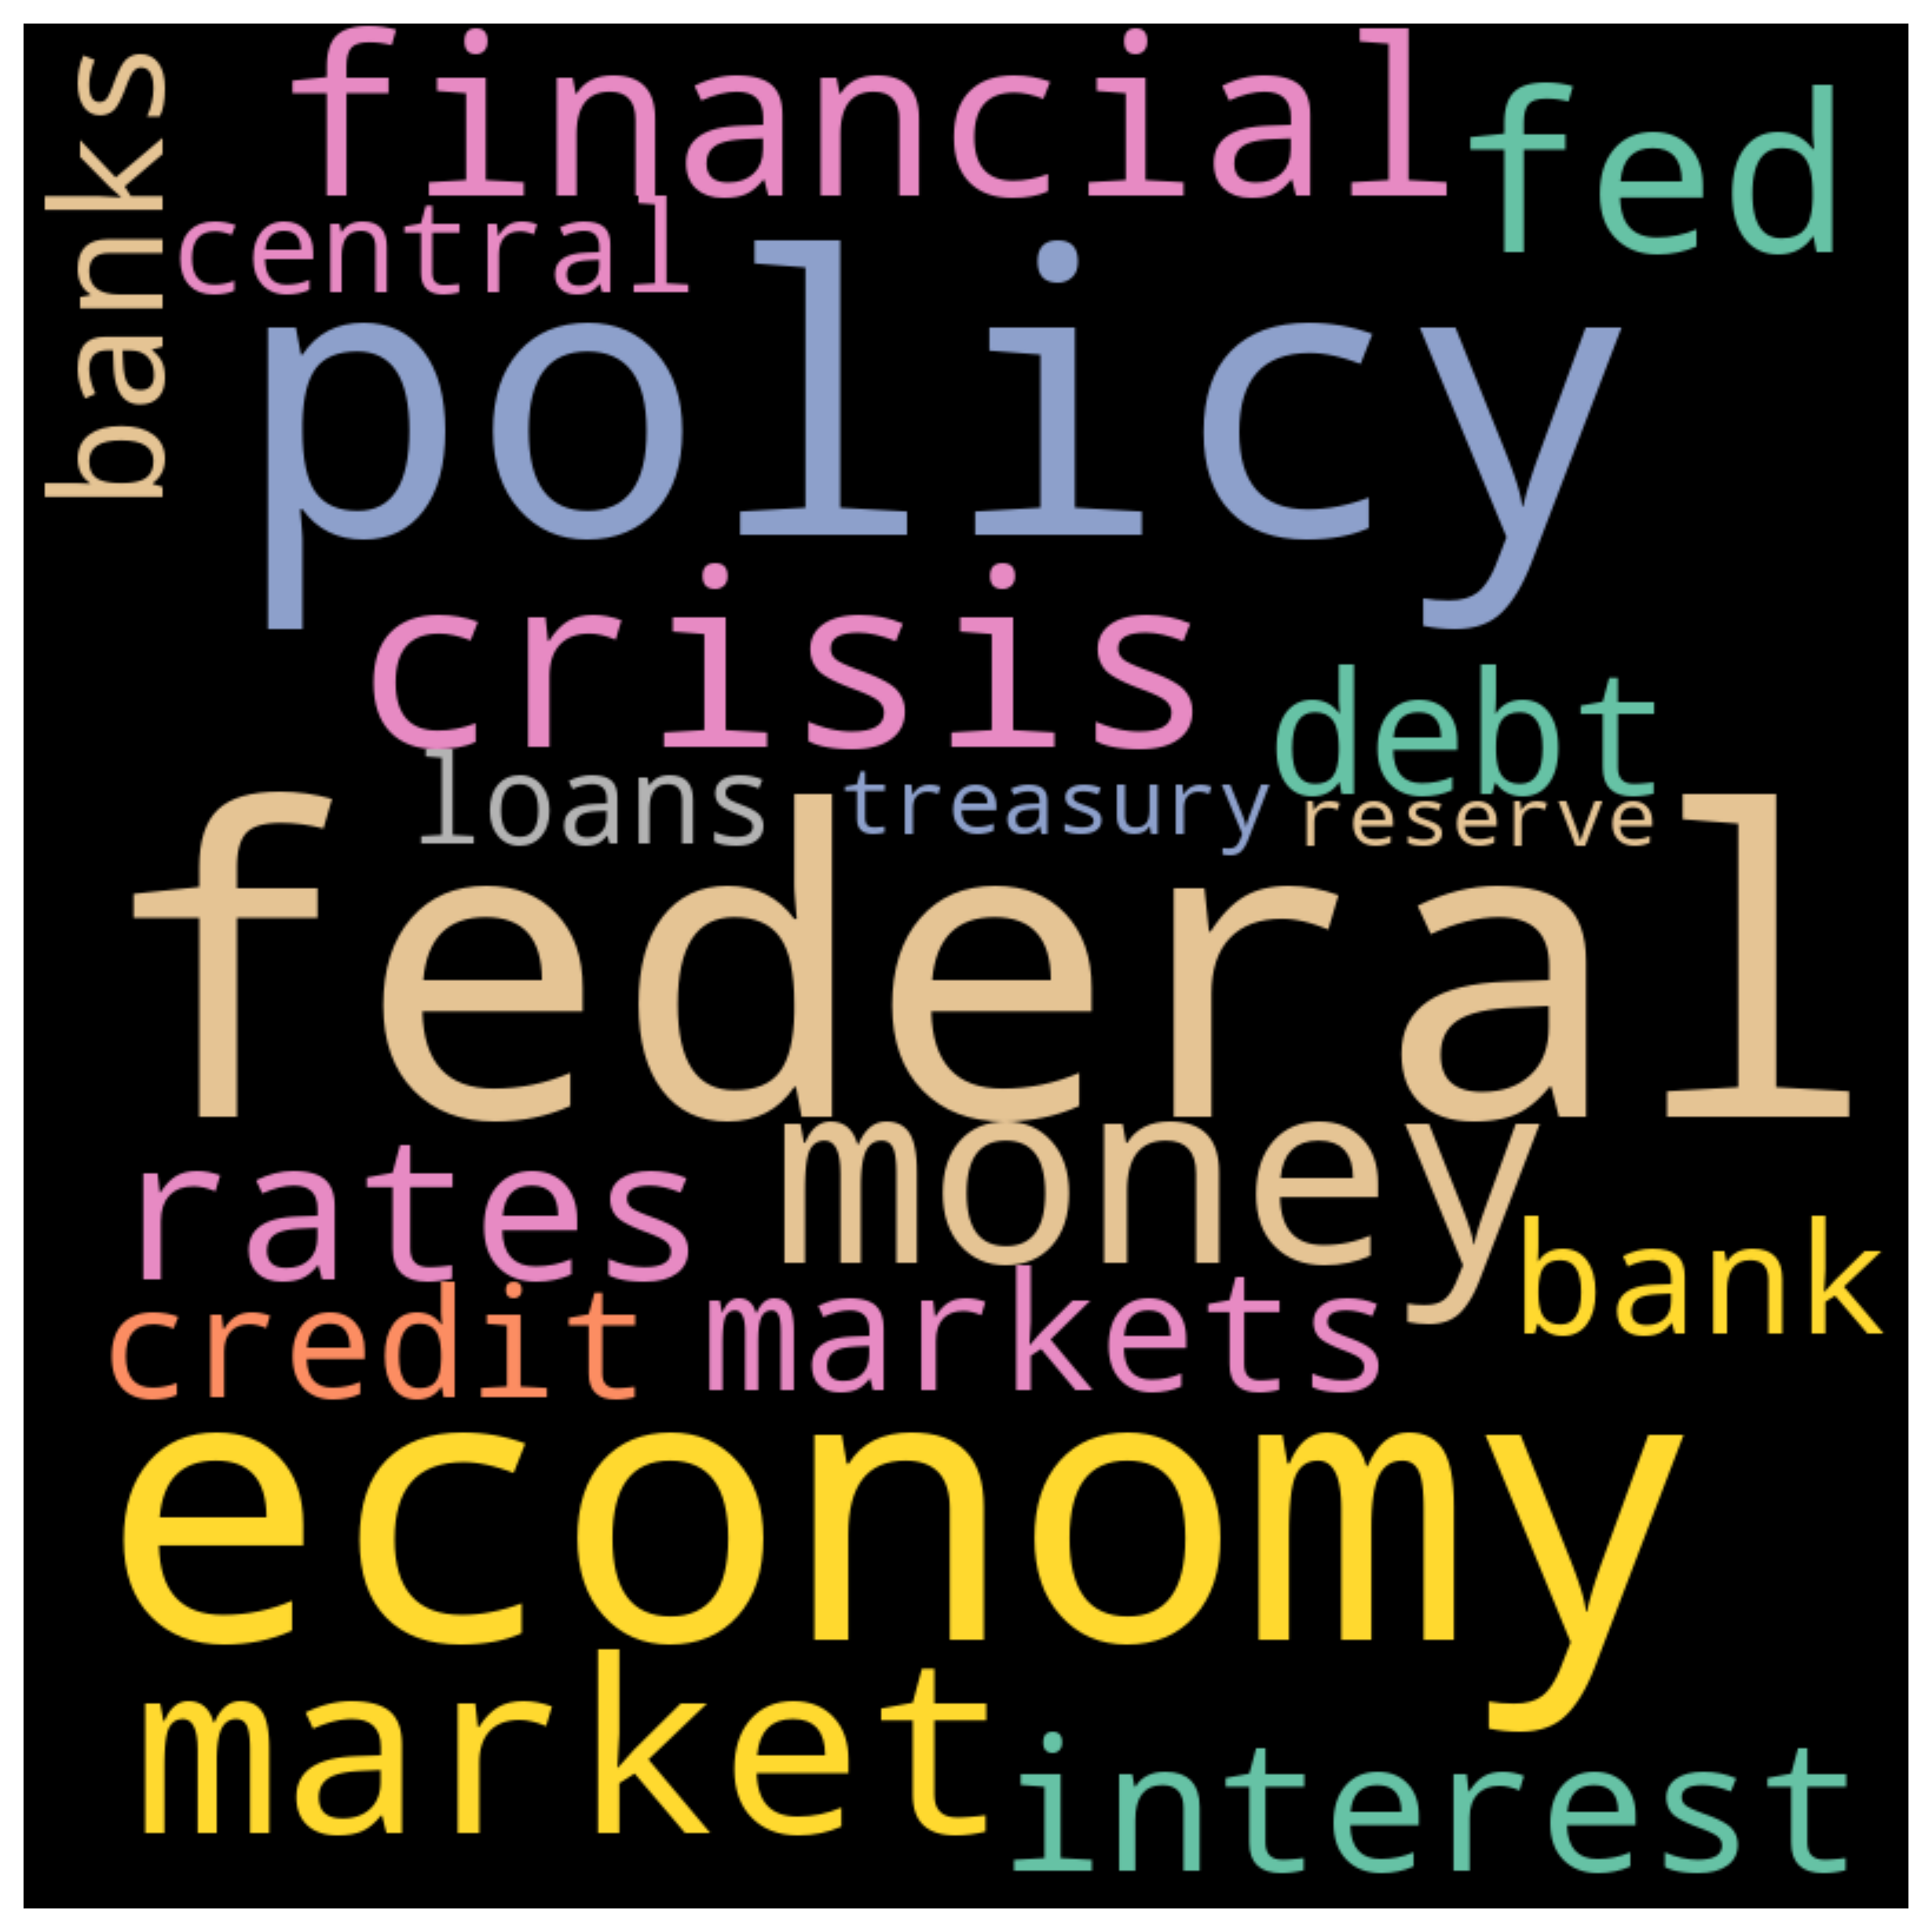 banks
financial
fed
central
policy
crisis
debt
loans
treasury
reserve
federal
money
rates
bank
credit
markets
economy
market
interest